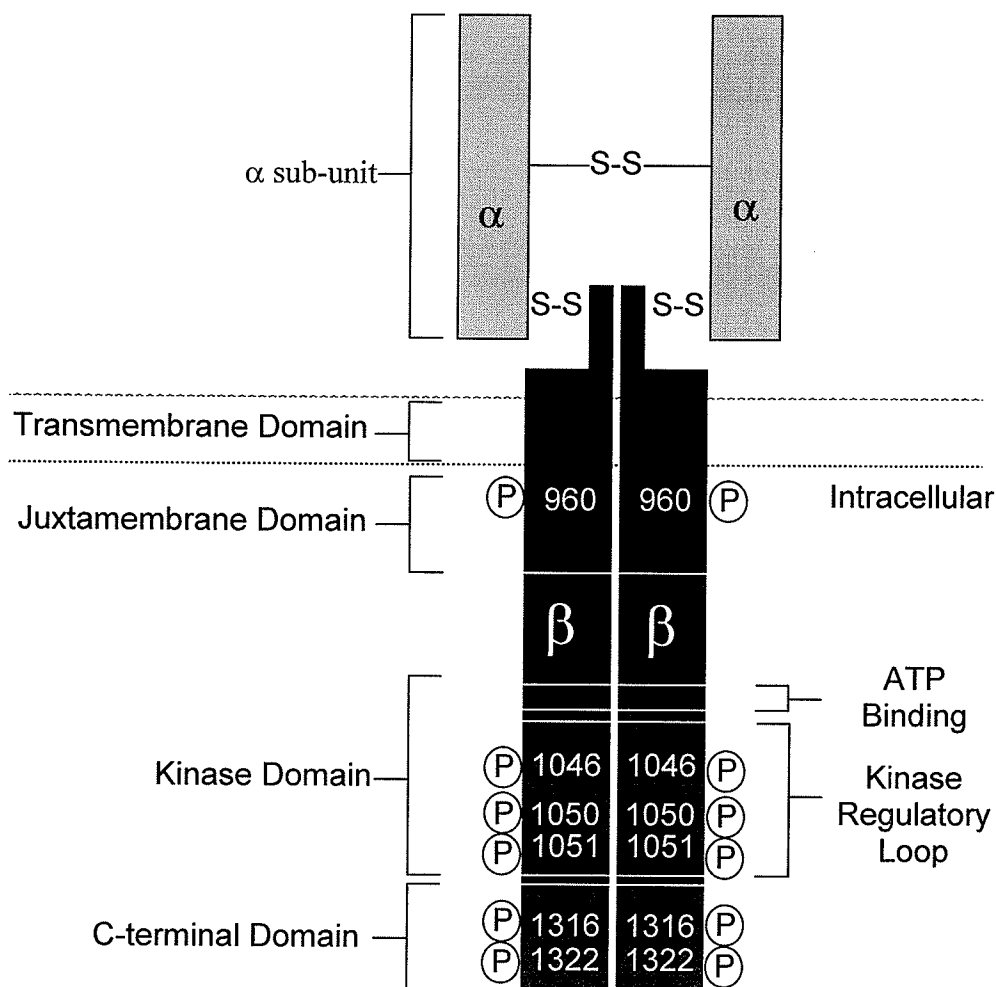 S-S
α sub-unit
α α
S-S S-S
Transmembrane Domain
P 960 960 P Intracellular
Juxtamembrane Domain
β β
ATP
Binding
P 1046 1046 P
Kinase Domain
Kinase
P 1050 1050 P
Regulatory
P 1051 1051 P
Loop
P 1316 1316 P
C-terminal Domain
P 1322 1322 P